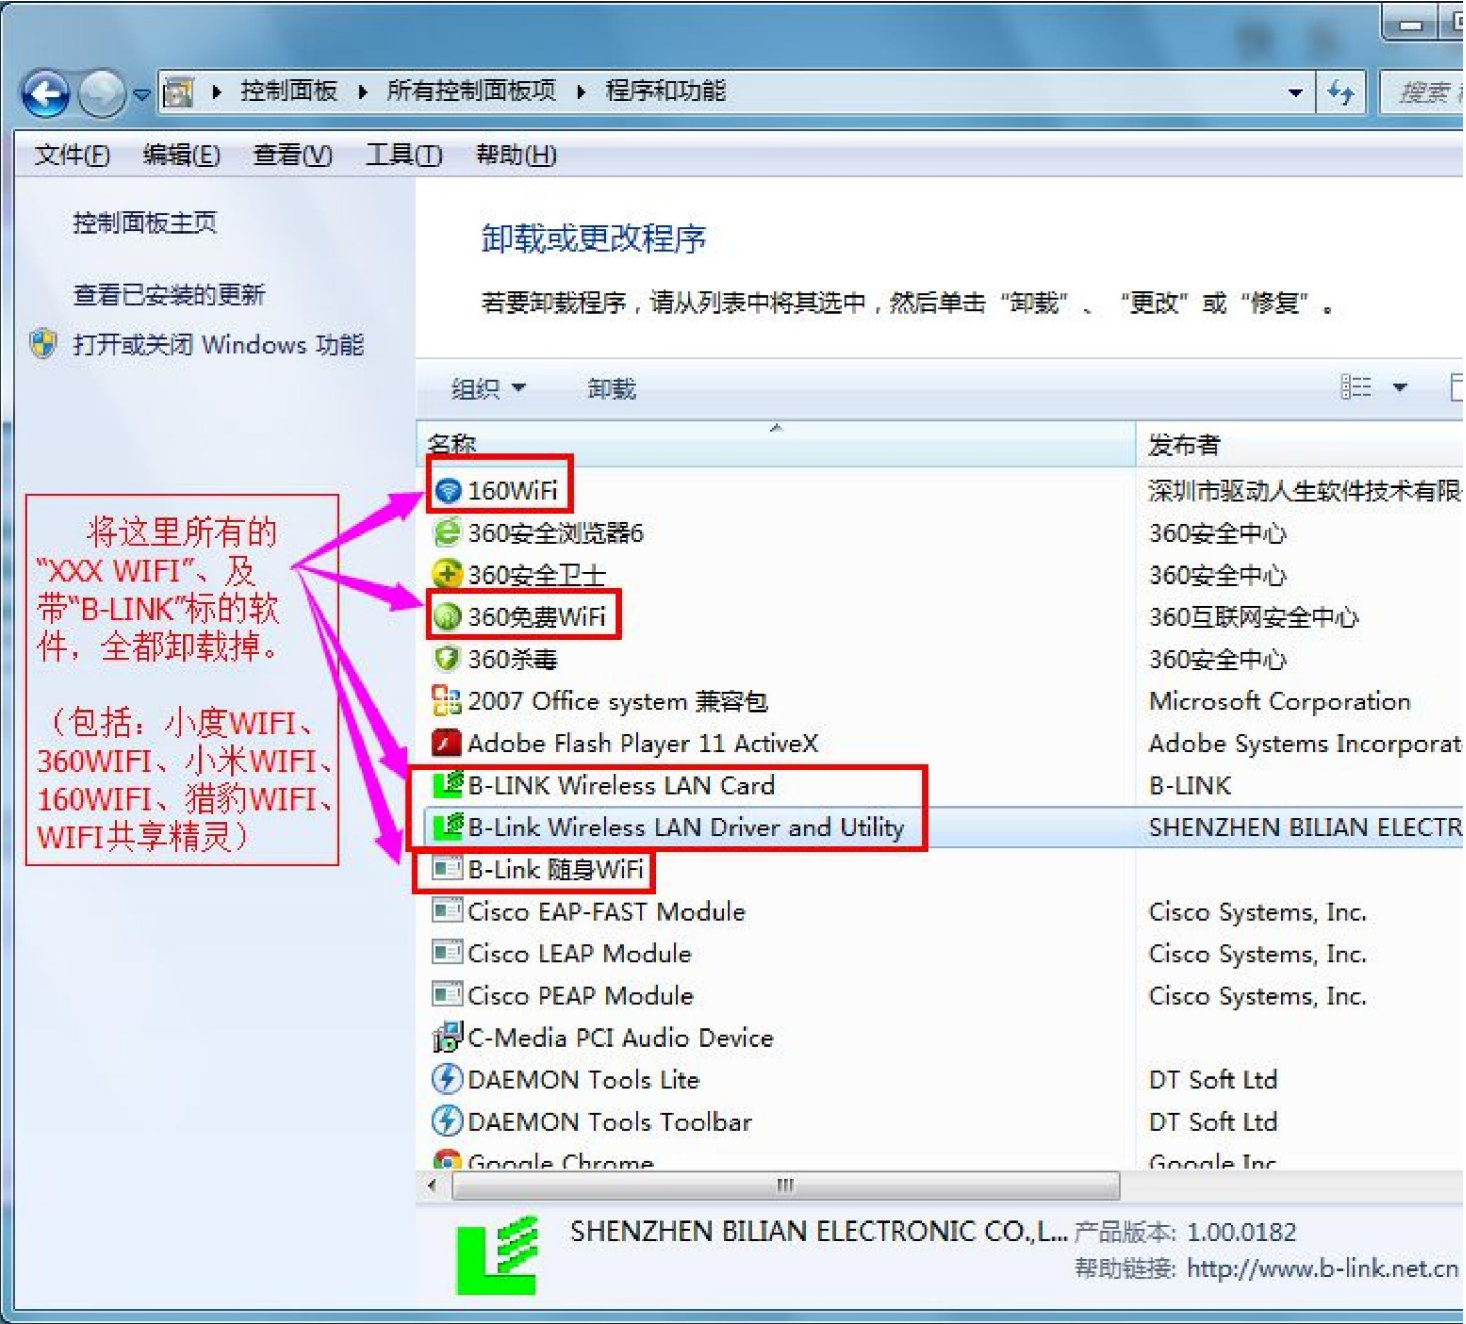 控制面板 所有控制面板项 程序和功能 搜索
文件(F) 编辑(E) 查看(V) 工具(T) 帮助(H)
控制面板主页
查看已安装的更新
打开或关闭 Windows 功能
卸载或更改程序
若要卸载程序，请从列表中将其选中，然后单击“卸载”、“更改”或“修复”。
组织 卸载
名称 发布者
160WiFi 深圳市驱动人生软件技术有限
360安全浏览器6 360安全中心
360安全卫士 360安全中心
360免费WiFi 360互联网安全中心
360杀毒 360安全中心
2007 Office system 兼容包 Microsoft Corporation
Adobe Flash Player 11 ActiveX Adobe Systems Incorporat
B-LINK Wireless LAN Card B-LINK
B-Link Wireless LAN Driver and Utility SHENZHEN BILIAN ELECTR
B-Link 随身WiFi
Cisco EAP-FAST Module Cisco Systems, Inc.
Cisco LEAP Module Cisco Systems, Inc.
Cisco PEAP Module Cisco Systems, Inc.
C-Media PCI Audio Device
DAEMON Tools Lite DT Soft Ltd
DAEMON Tools Toolbar DT Soft Ltd
Google Chrome Google Inc
将这里所有的
“XXX WIFI”、及
带“B-LINK”标的软
件，全都卸载掉。
（包括：小度WIFI、
360WIFI、小米WIFI、
160WIFI、猎豹WIFI、
WIFI共享精灵）
SHENZHEN BILIAN ELECTRONIC CO.,L... 产品版本: 1.00.0182
帮助链接: http://www.b-link.net.cn